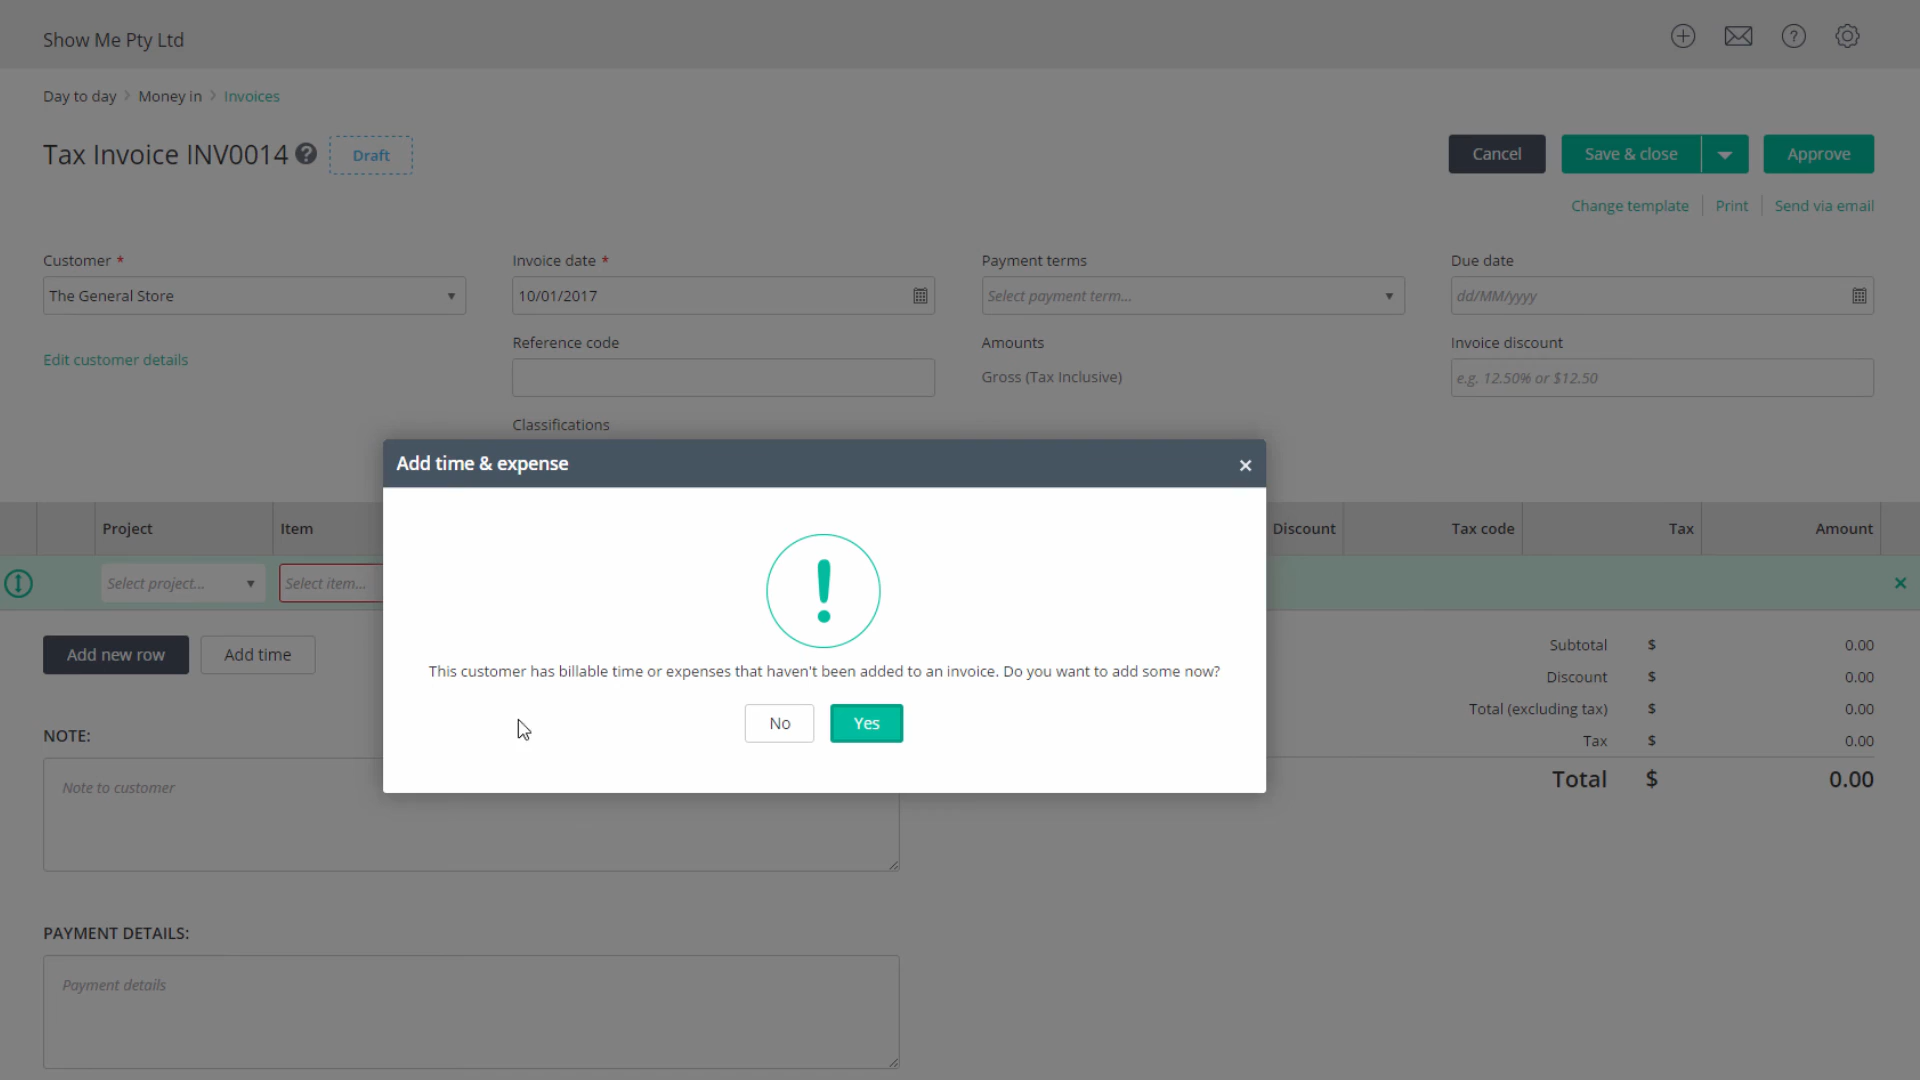 Show Me Pty Ltd
?
Day to day > Money in > Invoices
Tax Invoice INV0014 ? Draft
Cancel Save & close Approve
Change template Print Send via email
Customer * Invoice date * Payment terms Due date
The General Store 10/01/2017 Select payment term... dd/MM/yyyy
Reference code Amounts Invoice discount
Edit customer details
Gross (Tax Inclusive) e.g. 12.50% or $12.50
Classifications
Add time & expense ×
Project Item Discount Tax code Tax Amount
Select project... Select item... ×
!
This customer has billable time or expenses that haven't been added to an invoice. Do you want to add some now?
No Yes
Add new row Add time
Subtotal $ 0.00
Discount $ 0.00
Total (excluding tax) $ 0.00
Tax $ 0.00
Total $ 0.00
NOTE:
Note to customer
PAYMENT DETAILS:
Payment details